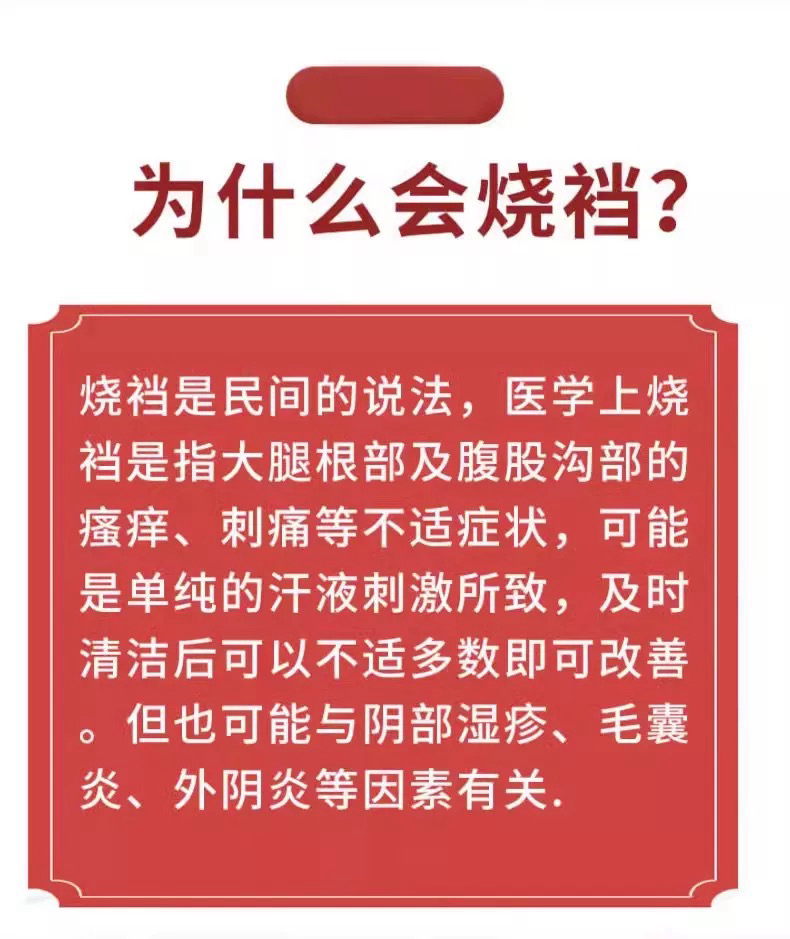 为什么会烧裆？
烧裆是民间的说法，医学上烧
裆是指大腿根部及腹股沟部的
瘙痒、刺痛等不适症状，可能
是单纯的汗液刺激所致，及时
清洁后可以不适多数即可改善
。但也可能与阴部湿疹、毛囊
炎、外阴炎等因素有关.